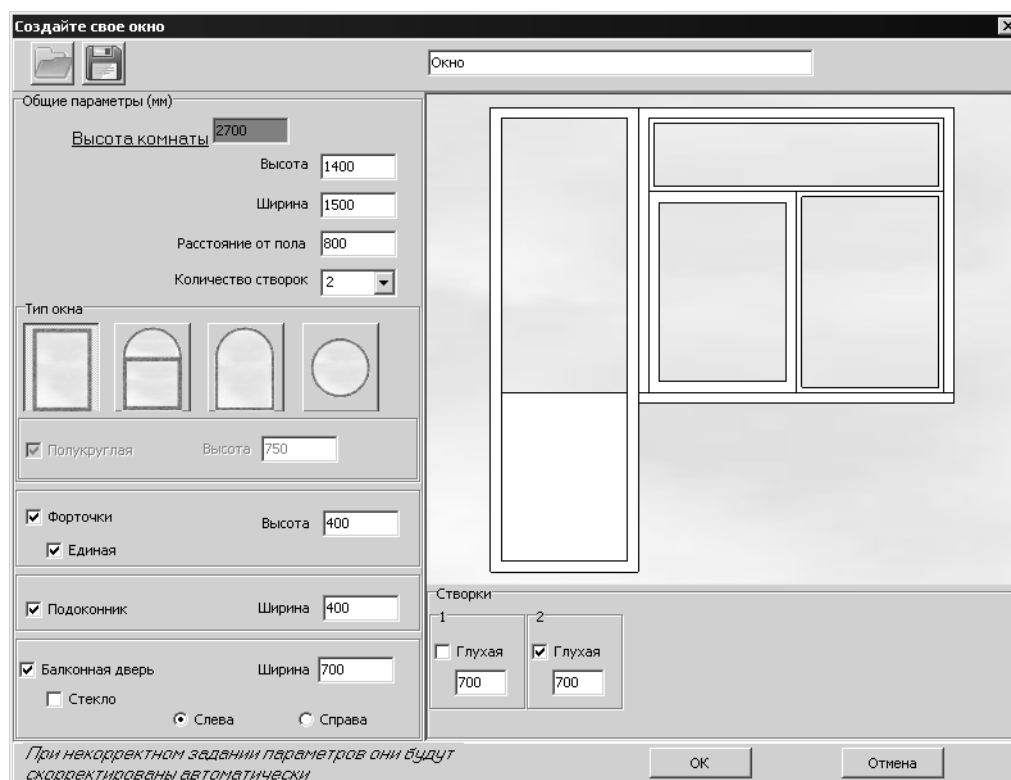 Создайте свое окно
Окно
Общие параметры (мм)
Высота комнаты 2700
Высота 1400
Ширина 1500
Расстояние от пола 800
Количество створок 2
Тип окна
Полукруглая Высота 750
Форточки Высота 400
Единая
Подоконник Ширина 400
Балконная дверь Ширина 700
Стекло
Слева Справа
Створки
1 2
Глухая Глухая
700 700
При некорректном задании параметров они будут
скорректированы автоматически
ОК Отмена